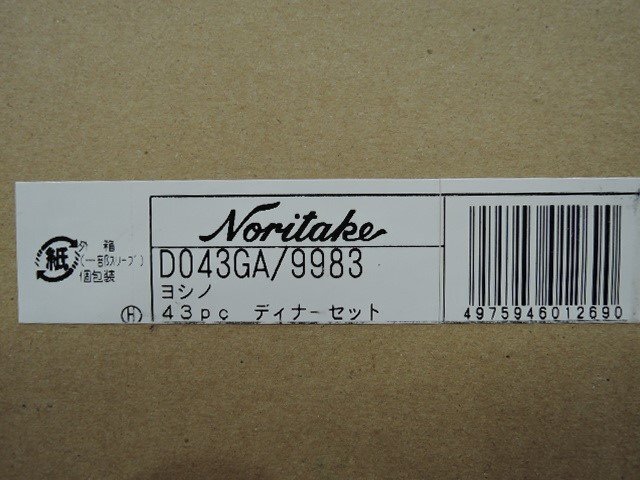 Noritake
D043GA/9983
ヨシノ
43pc ディナーセット
紙
外箱
(一部スリーブ)
個包装
H
4975946012690